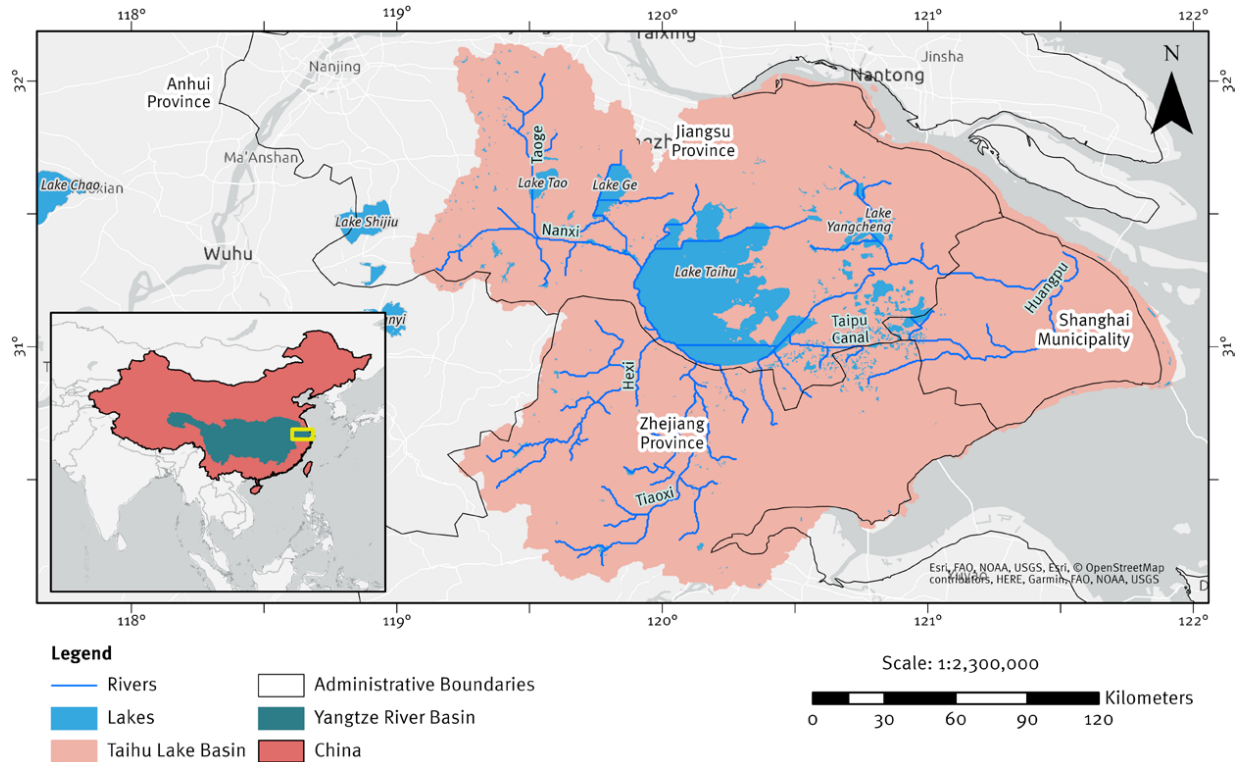 118°
119°
120°
121°
122°
32°
32°
31°
31°
Taixing
Jinsha
Nanjing
Nantong
N
Anhui
Province
Jiangsu
Province
Taoge
Ma'Anshan
Lake Chao
Lake Tao
Lake Ge
Lake Shijiu
Lake
Yangcheng
Nanxi
Wuhu
Lake Taihu
Huangpu
Taipu
Canal
Shanghai
Municipality
Hexi
Zhejiang
Province
Tiaoxi
Esri, FAO, NOAA, USGS, Esri, © OpenStreetMap
contributors, HERE, Garmin, FAO, NOAA, USGS
118°
119°
120°
121°
122°
Legend
Rivers
Lakes
Taihu Lake Basin
Administrative Boundaries
Yangtze River Basin
China
Scale: 1:2,300,000
Kilometers
0 30 60 90 120